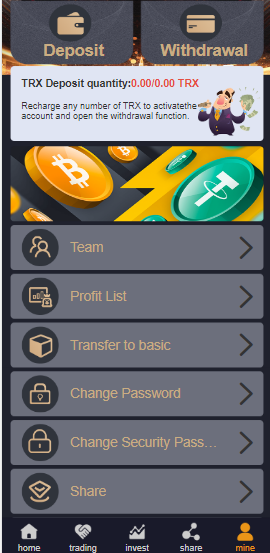 Deposit
Withdrawal
TRX Deposit quantity:0.00/0.00 TRX
Recharge any number of TRX to activatethe
account and open the withdrawal function.
Team
Profit List
Transfer to basic
Change Password
Change Security Pass...
Share
home
trading
invest
share
mine